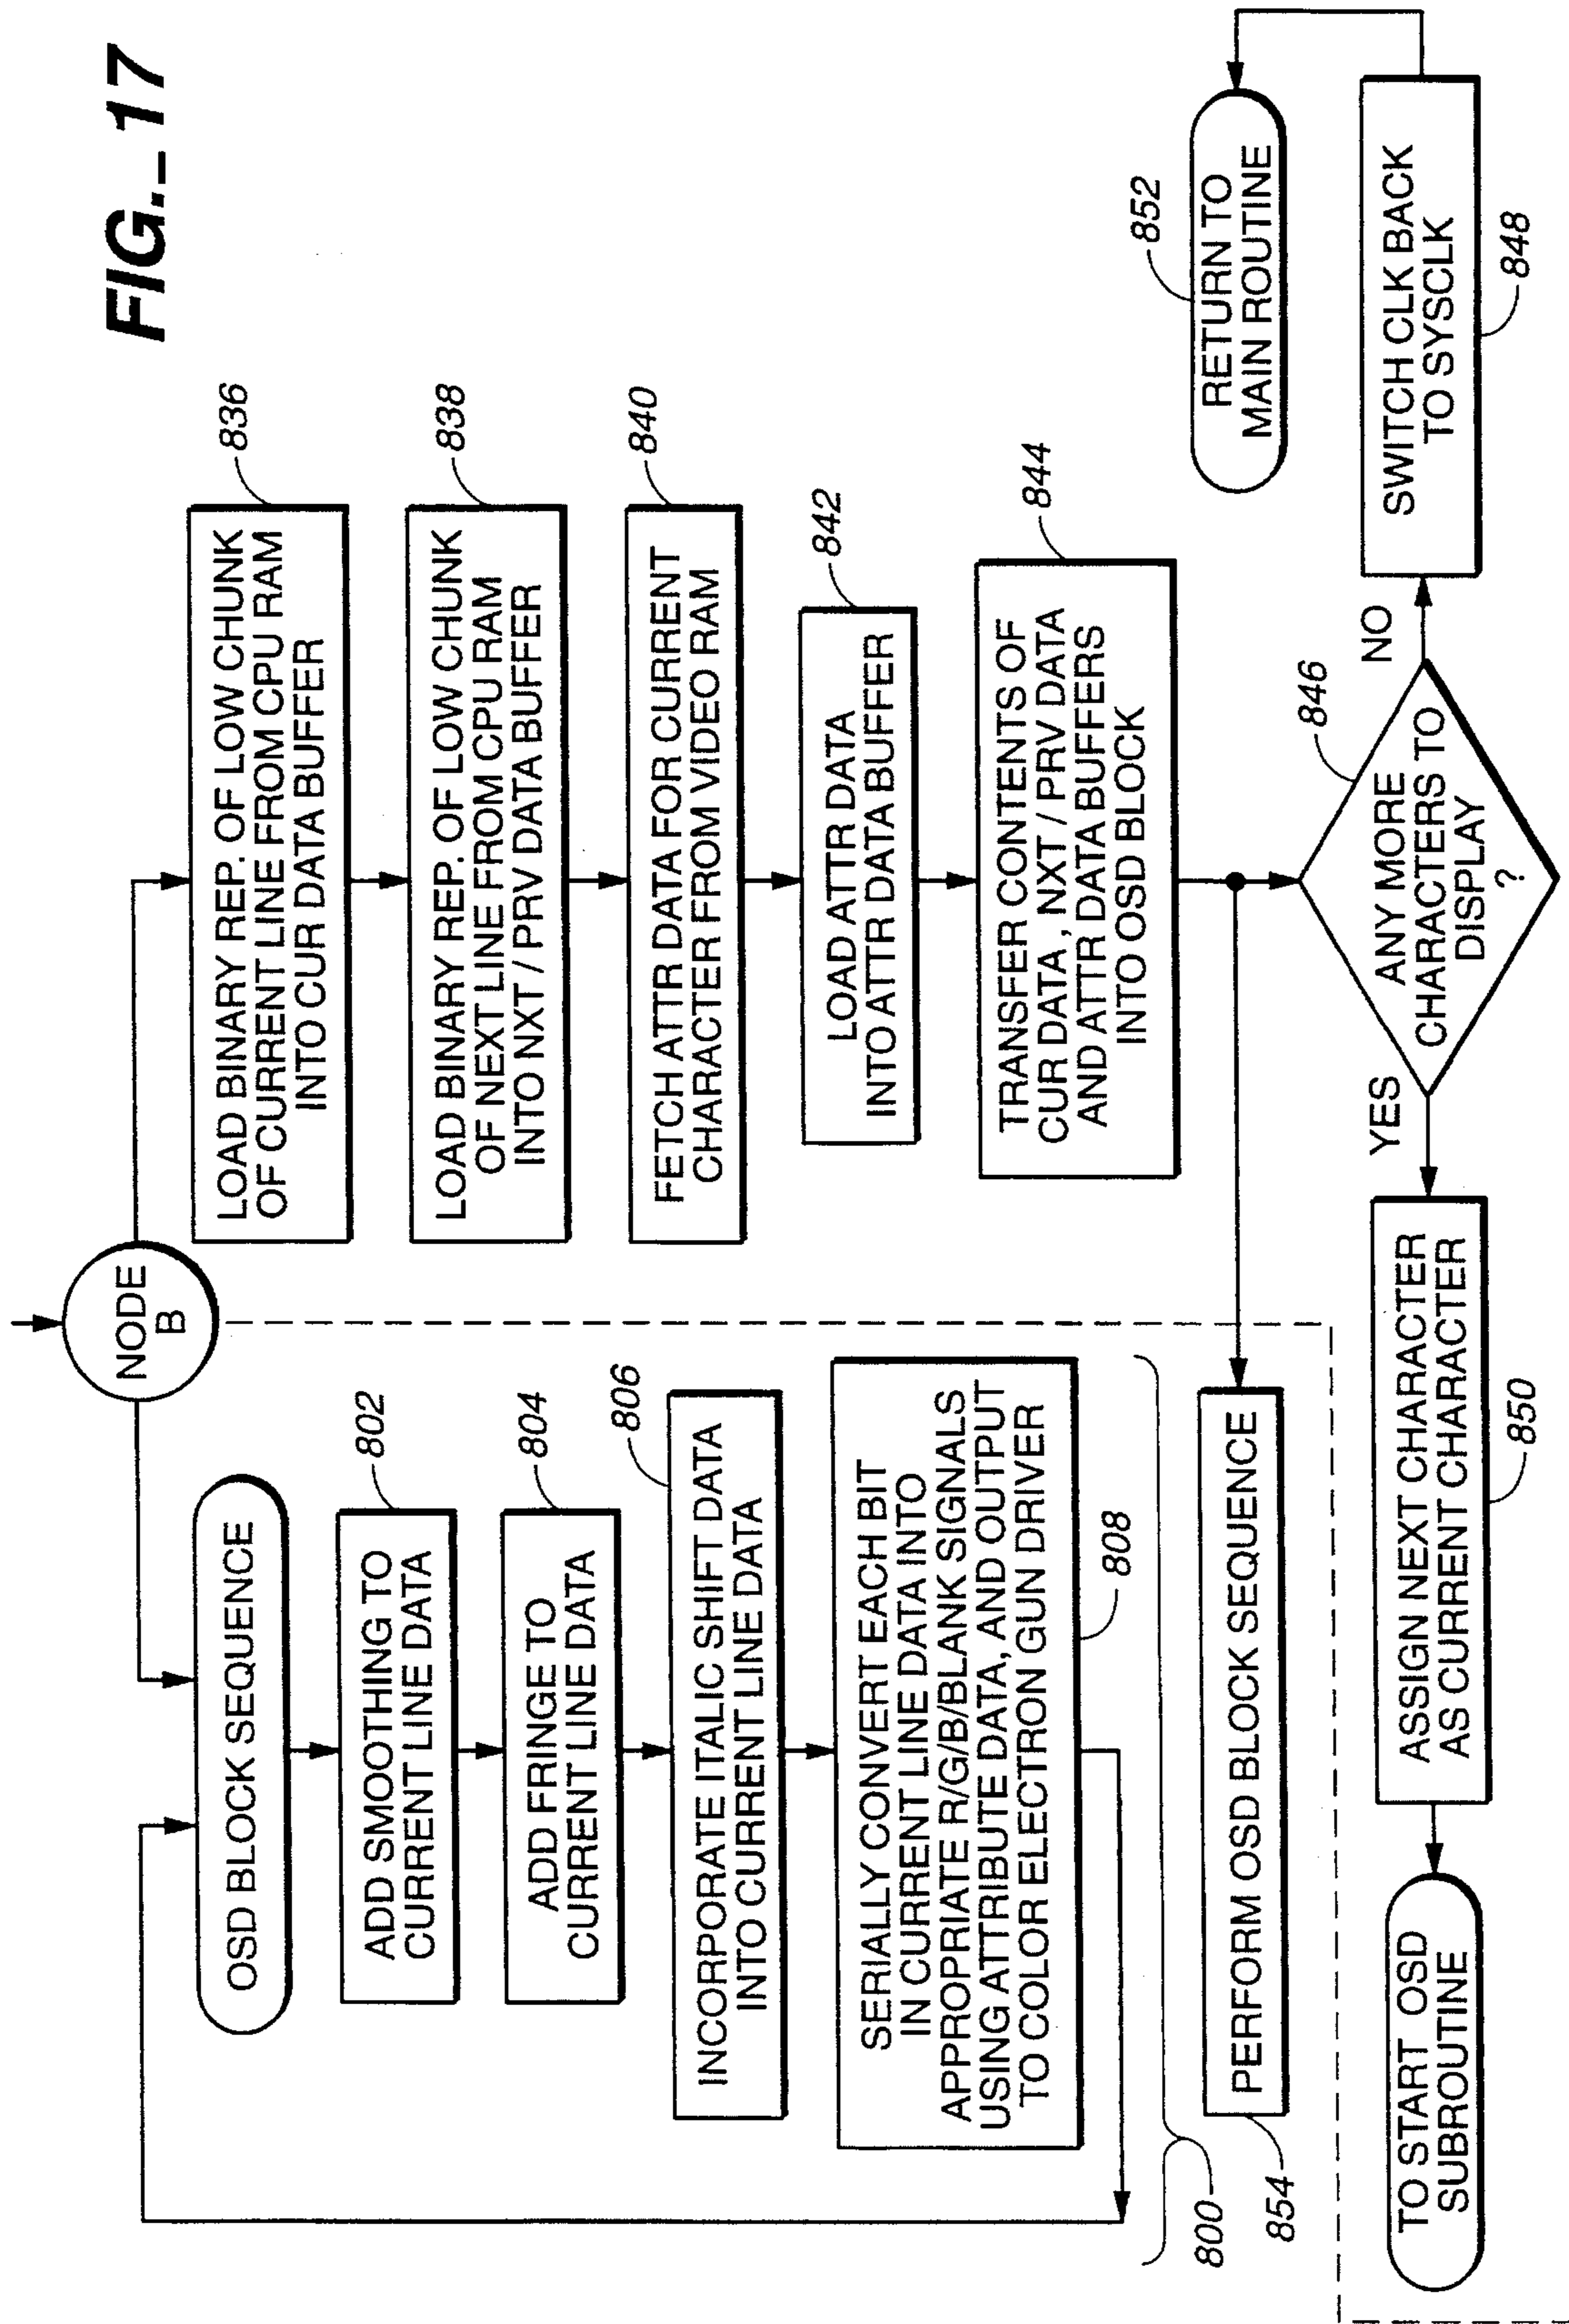 FIG._17
NODE
B
OSD BLOCK SEQUENCE
802
ADD SMOOTHING TO
CURRENT LINE DATA
804
ADD FRINGE TO
CURRENT LINE DATA
806
INCORPORATE ITALIC SHIFT DATA
INTO CURRENT LINE DATA
SERIALLY CONVERT EACH BIT
IN CURRENT LINE DATA INTO
APPROPRIATE R/G/B/BLANK SIGNALS
USING ATTRIBUTE DATA, AND OUTPUT
TO COLOR ELECTRON GUN DRIVER
808
800
PERFORM OSD BLOCK SEQUENCE
854
836
LOAD BINARY REP. OF LOW CHUNK
OF CURRENT LINE FROM CPU RAM
INTO CUR DATA BUFFER
838
LOAD BINARY REP. OF LOW CHUNK
OF NEXT LINE FROM CPU RAM
INTO NXT / PRV DATA BUFFER
840
FETCH ATTR DATA FOR CURRENT
CHARACTER FROM VIDEO RAM
842
LOAD ATTR DATA
INTO ATTR DATA BUFFER
844
TRANSFER CONTENTS OF
CUR DATA, NXT / PRV DATA
AND ATTR DATA BUFFERS
INTO OSD BLOCK
846
ANY MORE
CHARACTERS TO
DISPLAY
?
YES
NO
ASSIGN NEXT CHARACTER
AS CURRENT CHARACTER
850
TO START OSD
SUBROUTINE
SWITCH CLK BACK
TO SYSCLK
848
852
RETURN TO
MAIN ROUTINE